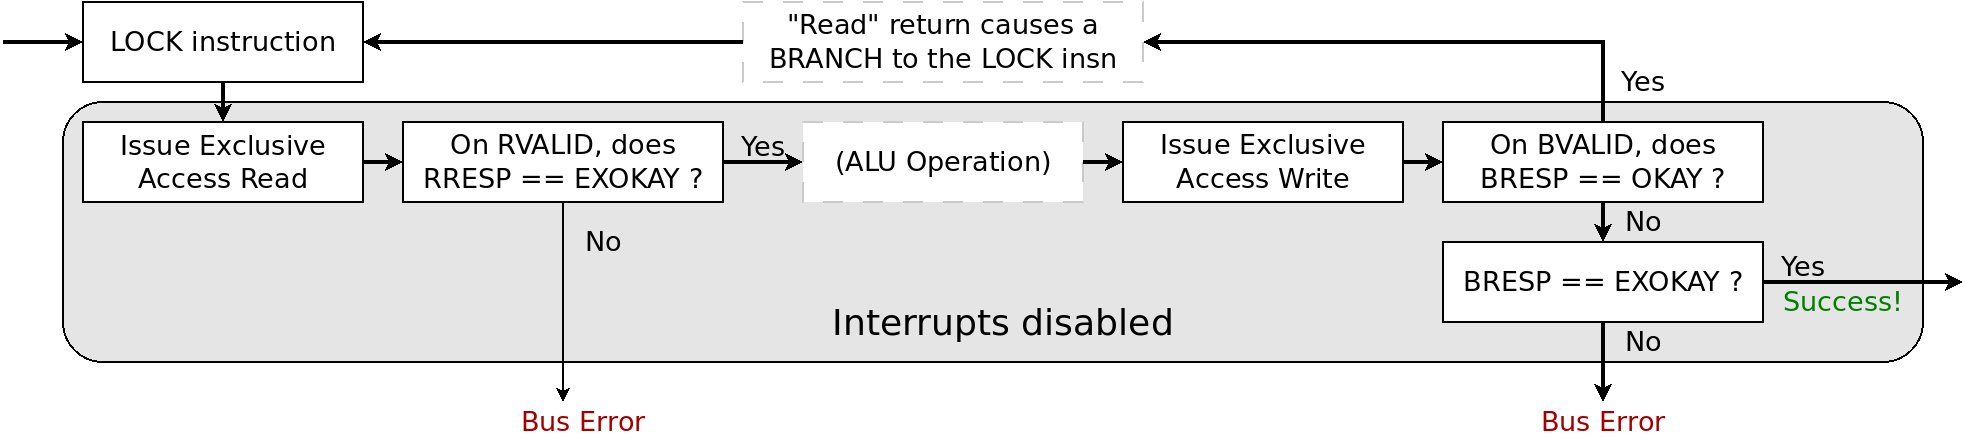 LOCK instruction
"Read" return causes a
BRANCH to the LOCK insn
Yes
Issue Exclusive
Access Read
On RVALID, does
RRESP == EXOKAY ?
Yes
(ALU Operation)
Issue Exclusive
Access Write
On BVALID, does
BRESP == OKAY ?
No
No
BRESP == EXOKAY ?
Yes
Success!
Interrupts disabled
No
Bus Error
Bus Error